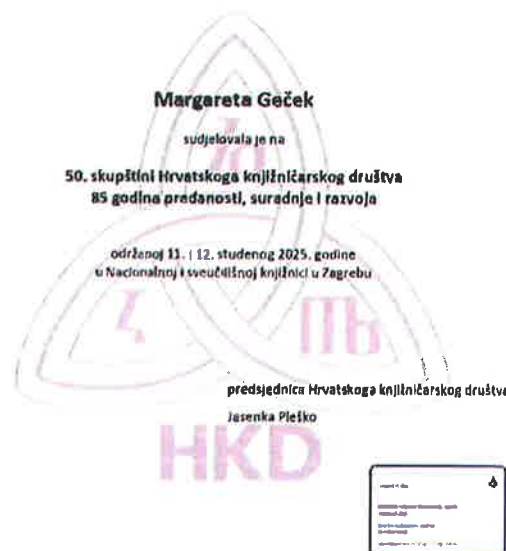 Margareta Geček
sudjelovala je na
50. skupštini Hrvatskoga knjižničarskog društva
85 godina predanosti, suradnje i razvoja
održanoj 11. i 12. studenog 2025. godine
u Nacionalnoj i sveučilišnoj knjižnici u Zagrebu
predsjednica Hrvatskoga knjižničarskog društva
Jasenka Pleško
HKD